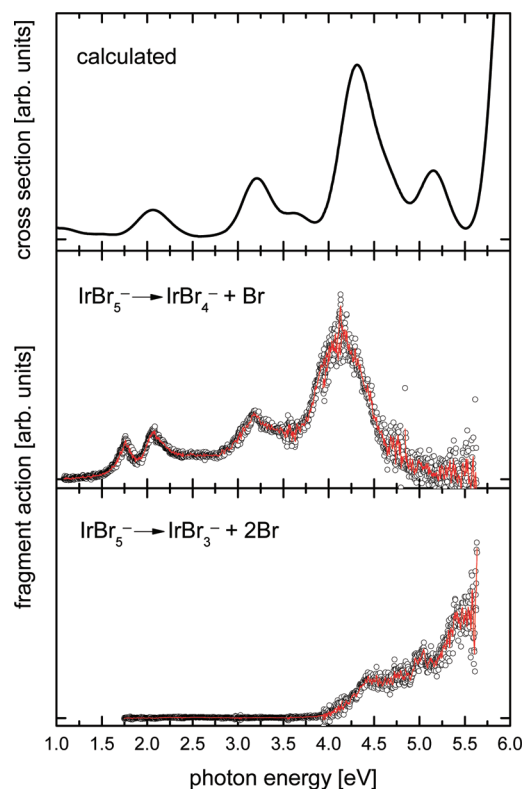 calculated
cross section [arb. units]
IrBr₅⁻ → IrBr₄⁻ + Br
fragment action [arb. units]
IrBr₅⁻ → IrBr₃⁻ + 2Br
1.0 1.5 2.0 2.5 3.0 3.5 4.0 4.5 5.0 5.5 6.0
photon energy [eV]